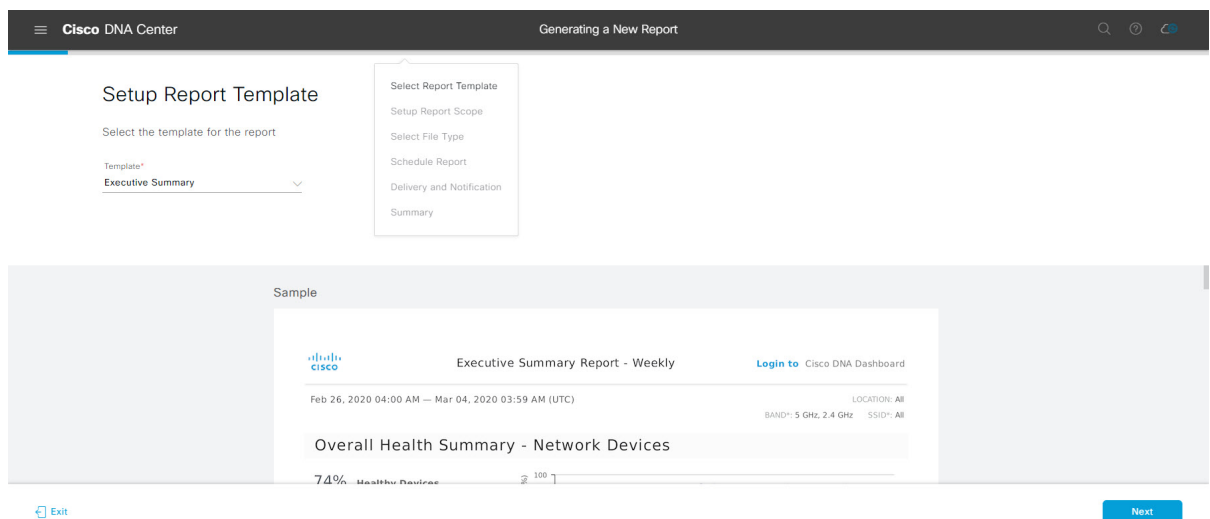 Cisco DNA Center
Generating a New Report
Setup Report Template
Select the template for the report
Template*
Executive Summary
Select Report Template
Setup Report Scope
Select File Type
Schedule Report
Delivery and Notification
Summary
Sample
CISCO
Executive Summary Report - Weekly
Login to Cisco DNA Dashboard
Feb 26, 2020 04:00 AM — Mar 04, 2020 03:59 AM (UTC)
LOCATION: All
BAND*: 5 GHz, 2.4 GHz SSID*: All
Overall Health Summary - Network Devices
74% Healthy Devices
100
Exit
Next